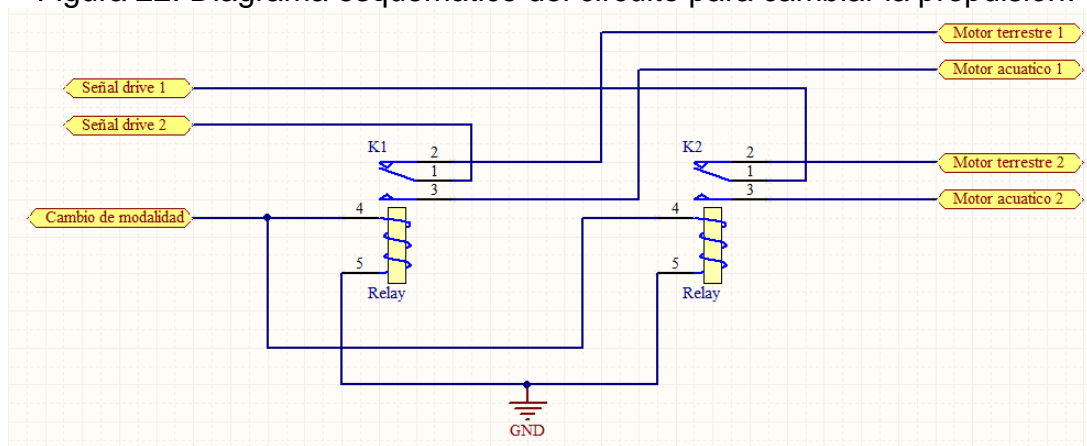 Figura 22. Diagrama esquemático del circuito para cambiar la propulsión.
Motor terrestre 1
Motor acuatico 1
Señal drive 1
Señal drive 2
K1
2
1
3
K2
2
1
3
Motor terrestre 2
Motor acuatico 2
Cambio de modalidad
4
5
Relay
4
5
Relay
GND